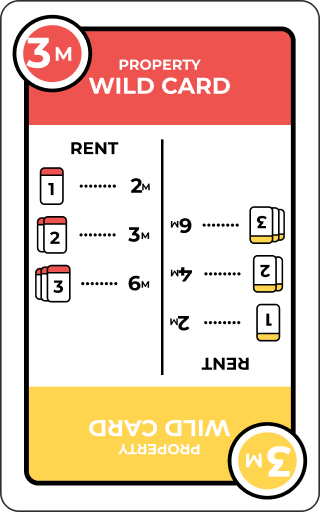 3M
PROPERTY
WILD CARD
RENT
1 ........ 2M
2 ........ 3M
3 ........ 6M
3M
PROPERTY
WILD CARD
RENT
1 ........ 2M
2 ........ 4M
3 ........ 6M